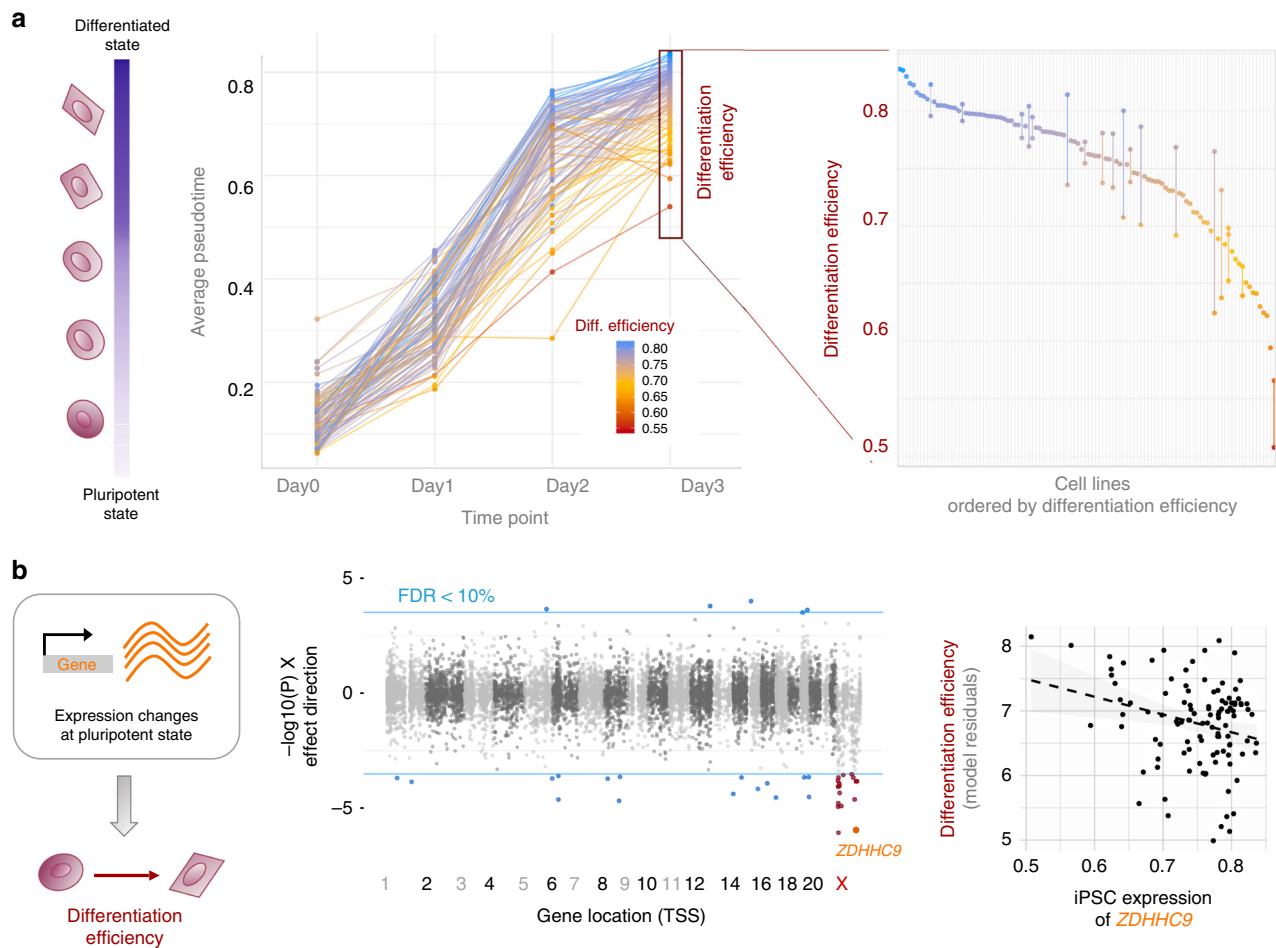 a
Differentiated
state
Pluripotent
state
Average pseudotime
0.8
0.6
0.4
0.2
Day0
Day1
Day2
Day3
Time point
Diff. efficiency
0.80
0.75
0.70
0.65
0.60
0.55
Differentiation
efficiency
Differentiation efficiency
0.8
0.7
0.6
0.5
Cell lines
ordered by differentiation efficiency
b
Gene
Expression changes
at pluripotent state
Differentiation
efficiency
−log10(P) X
effect direction
5
0
−5
FDR < 10%
ZDHHC9
1 2 3 4 5 6 7 8 9 10 11 12 14 16 18 20 X
Gene location (TSS)
Differentiation efficiency
(model residuals)
8
7
6
5
0.5 0.6 0.7 0.8
iPSC expression
of ZDHHC9